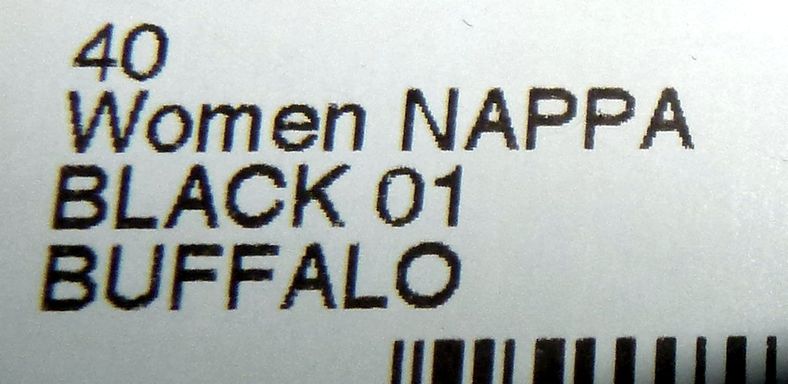 40
Women NAPPA
BLACK 01
BUFFALO